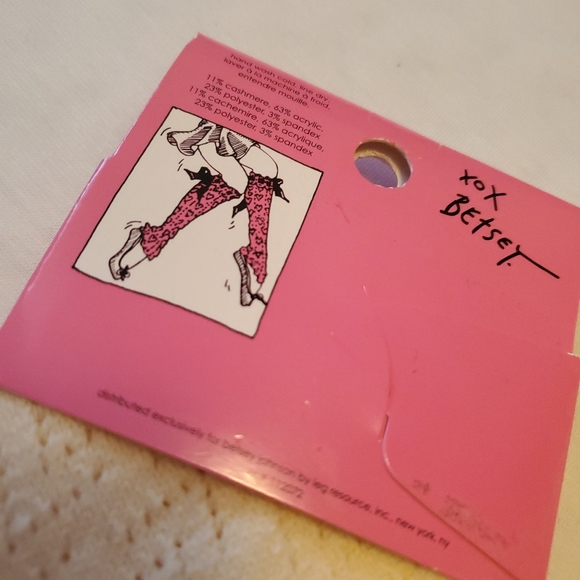 hand wash cold, line dry.
laver à la machine à froid
entendre mouille.
11% cashmere, 63% acrylic,
23% polyester, 3% spandex
11% cachemire, 63% acrylique,
23% polyester, 3% spandex
xox
BETSEY.
distributed exclusively for betsey johnson by leg resource, inc., new york, ny